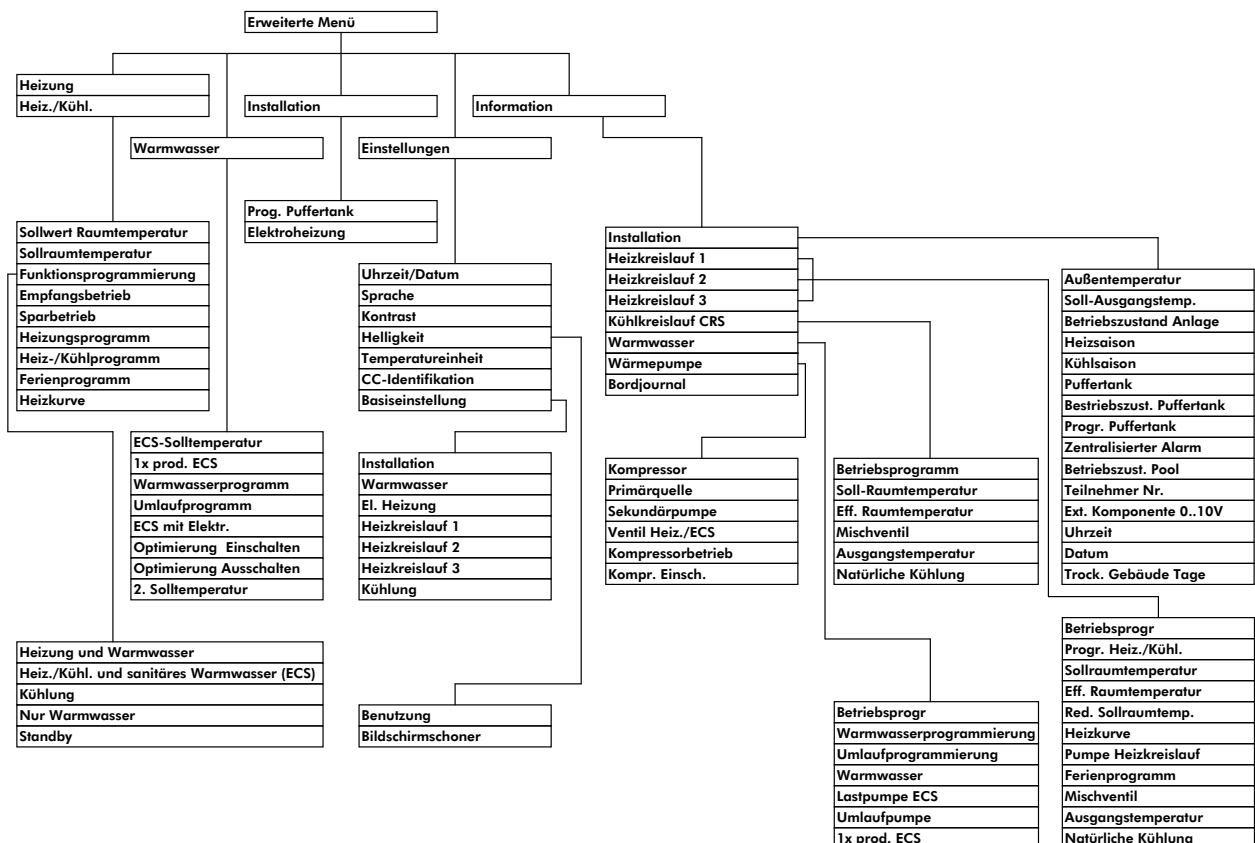 Erweiterte Menü
Heizung
Heiz./Kühl.
Installation
Information
Warmwasser
Einstellungen
Prog. Puffertank
Elektroheizung
Sollwert Raumtemperatur
Sollraumtemperatur
Funktionsprogrammierung
Empfangsbetrieb
Sparbetrieb
Heizungsprogramm
Heiz-/Kühlprogramm
Ferienprogramm
Heizkurve
Uhrzeit/Datum
Sprache
Kontrast
Helligkeit
Temperatureinheit
CC-Identifikation
Basiseinstellung
Installation
Heizkreislauf 1
Heizkreislauf 2
Heizkreislauf 3
Kühlkreislauf CRS
Warmwasser
Wärmepumpe
Bordjournal
Außentemperatur
Soll-Ausgangstemp.
Betriebszustand Anlage
Heizsaison
Kühlsaison
Puffertank
Bestriebszust. Puffertank
Progr. Puffertank
Zentralisierter Alarm
Betriebszust. Pool
Teilnehmer Nr.
Ext. Komponente 0..10V
Uhrzeit
Datum
Trock. Gebäude Tage
ECS-Solltemperatur
1x prod. ECS
Warmwasserprogramm
Umlaufprogramm
ECS mit Elektr.
Optimierung Einschalten
Optimierung Ausschalten
2. Solltemperatur
Installation
Warmwasser
El. Heizung
Heizkreislauf 1
Heizkreislauf 2
Heizkreislauf 3
Kühlung
Kompressor
Primärquelle
Sekundärpumpe
Ventil Heiz./ECS
Kompressorbetrieb
Kompr. Einsch.
Betriebsprogramm
Soll-Raumtemperatur
Eff. Raumtemperatur
Mischventil
Ausgangstemperatur
Natürliche Kühlung
Heizung und Warmwasser
Heiz./Kühl. und sanitäres Warmwasser (ECS)
Kühlung
Nur Warmwasser
Standby
Benutzung
Bildschirmschoner
Betriebsprogr
Warmwasserprogrammierung
Umlaufprogrammierung
Warmwasser
Lastpumpe ECS
Umlaufpumpe
1x prod. ECS
Betriebsprogr
Progr. Heiz./Kühl.
Sollraumtemperatur
Eff. Raumtemperatur
Red. Sollraumtemp.
Heizkurve
Pumpe Heizkreislauf
Ferienprogramm
Mischventil
Ausgangstemperatur
Natürliche Kühlung